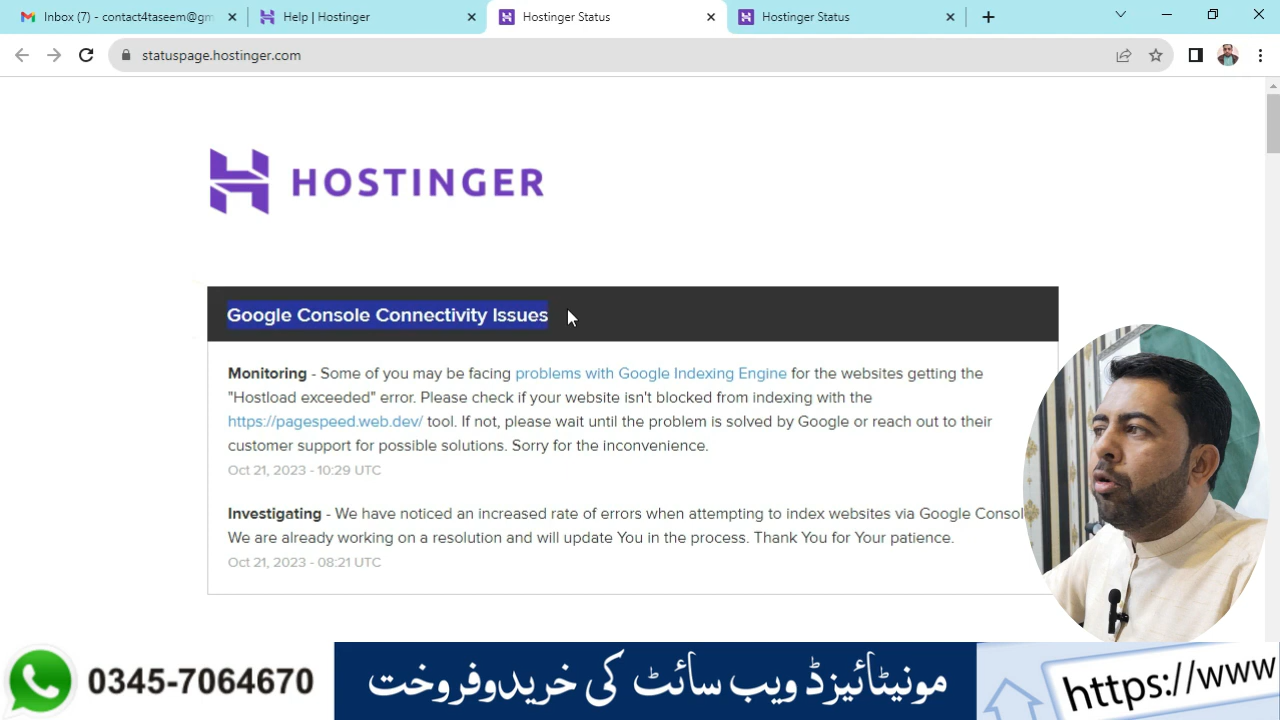 Inbox (7) - contact4taseem@gm
Help | Hostinger
Hostinger Status
Hostinger Status
statuspage.hostinger.com
HOSTINGER
Google Console Connectivity Issues
Monitoring - Some of you may be facing problems with Google Indexing Engine for the websites getting the
"Hostload exceeded" error. Please check if your website isn't blocked from indexing with the
https://pagespeed.web.dev/ tool. If not, please wait until the problem is solved by Google or reach out to their
customer support for possible solutions. Sorry for the inconvenience.
Oct 21, 2023 - 10:29 UTC
Investigating - We have noticed an increased rate of errors when attempting to index websites via Google Consol
We are already working on a resolution and will update You in the process. Thank You for Your patience.
Oct 21, 2023 - 08:21 UTC
0345-7064670
مونیٹائیزڈ ویب سائٹ کی خریدوفروخت
https://www